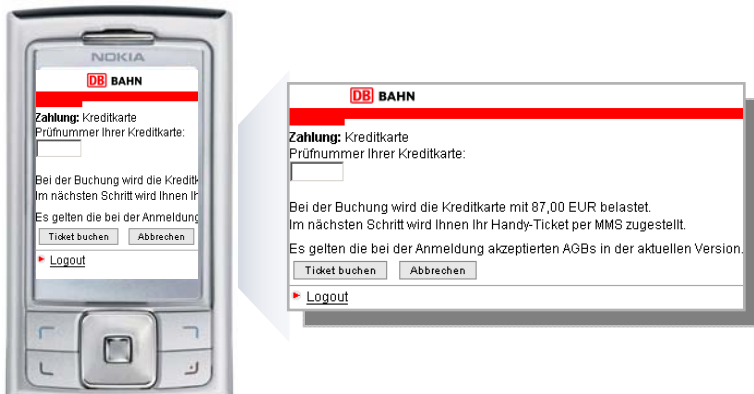 NOKIA
DB BAHN
Zahlung: Kreditkarte
Prüfnummer Ihrer Kreditkarte:
Bei der Buchung wird die Kreditk
Im nächsten Schritt wird Ihnen Ih
Es gelten die bei der Anmeldung
Ticket buchen Abbrechen
Logout
DB BAHN
Zahlung: Kreditkarte
Prüfnummer Ihrer Kreditkarte:
Bei der Buchung wird die Kreditkarte mit 87,00 EUR belastet.
Im nächsten Schritt wird Ihnen Ihr Handy-Ticket per MMS zugestellt.
Es gelten die bei der Anmeldung akzeptierten AGBs in der aktuellen Version.
Ticket buchen Abbrechen
Logout